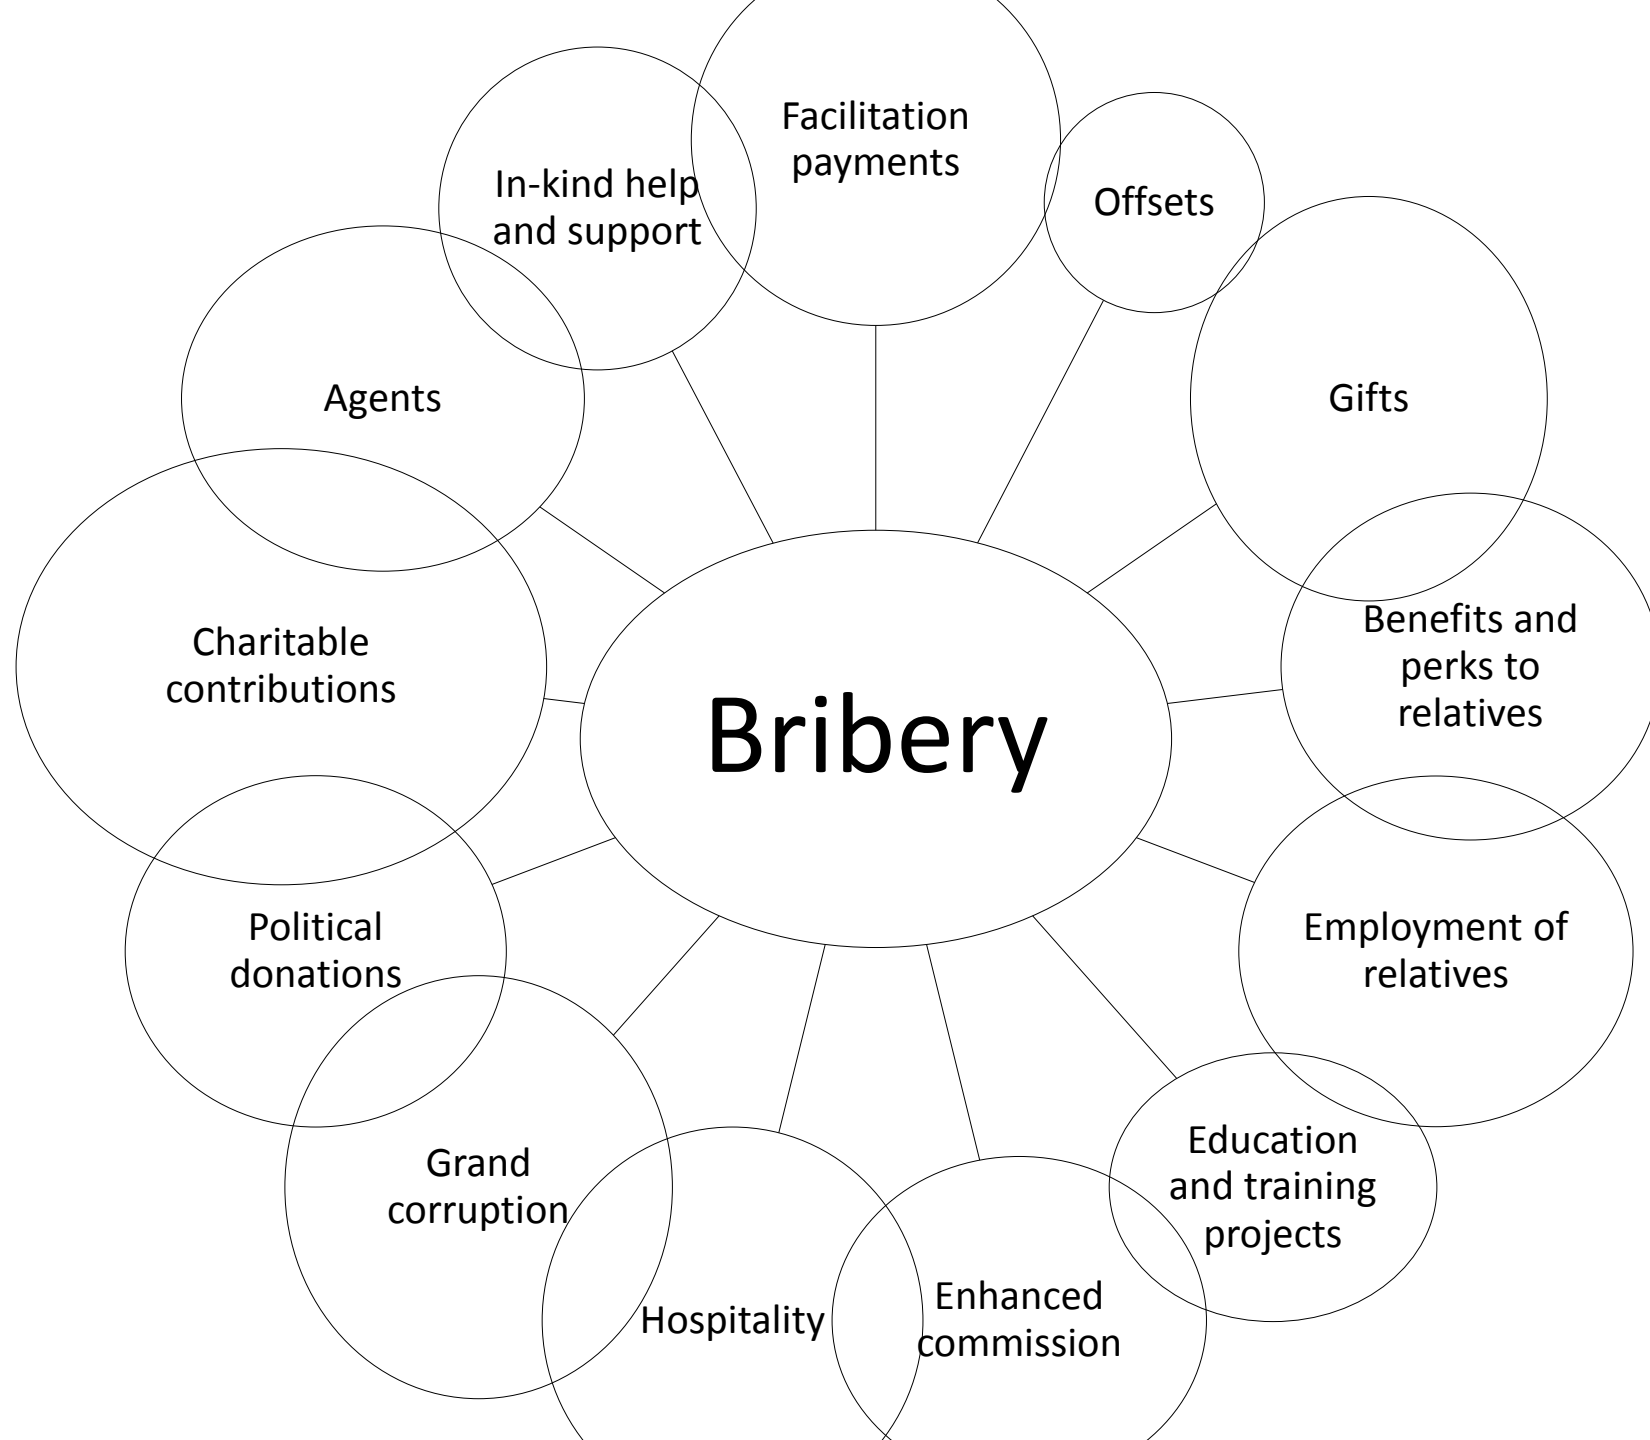 Facilitation
payments
Offsets
Gifts
Benefits and
perks to
relatives
Employment of
relatives
Education
and training
projects
Enhanced
commission
Hospitality
Grand
corruption
Political
donations
Charitable
contributions
Agents
In-kind help
and support
Bribery